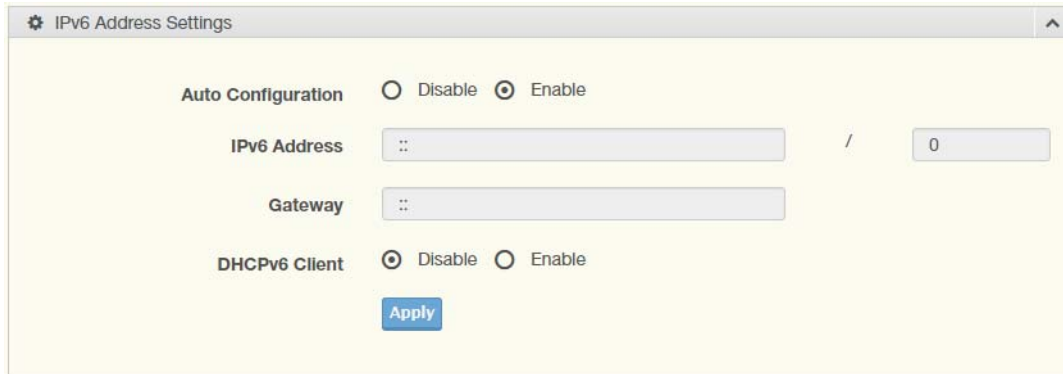 IPv6 Address Settings
Auto Configuration Disable Enable
IPv6 Address :: / 0
Gateway ::
DHCPv6 Client Disable Enable
Apply